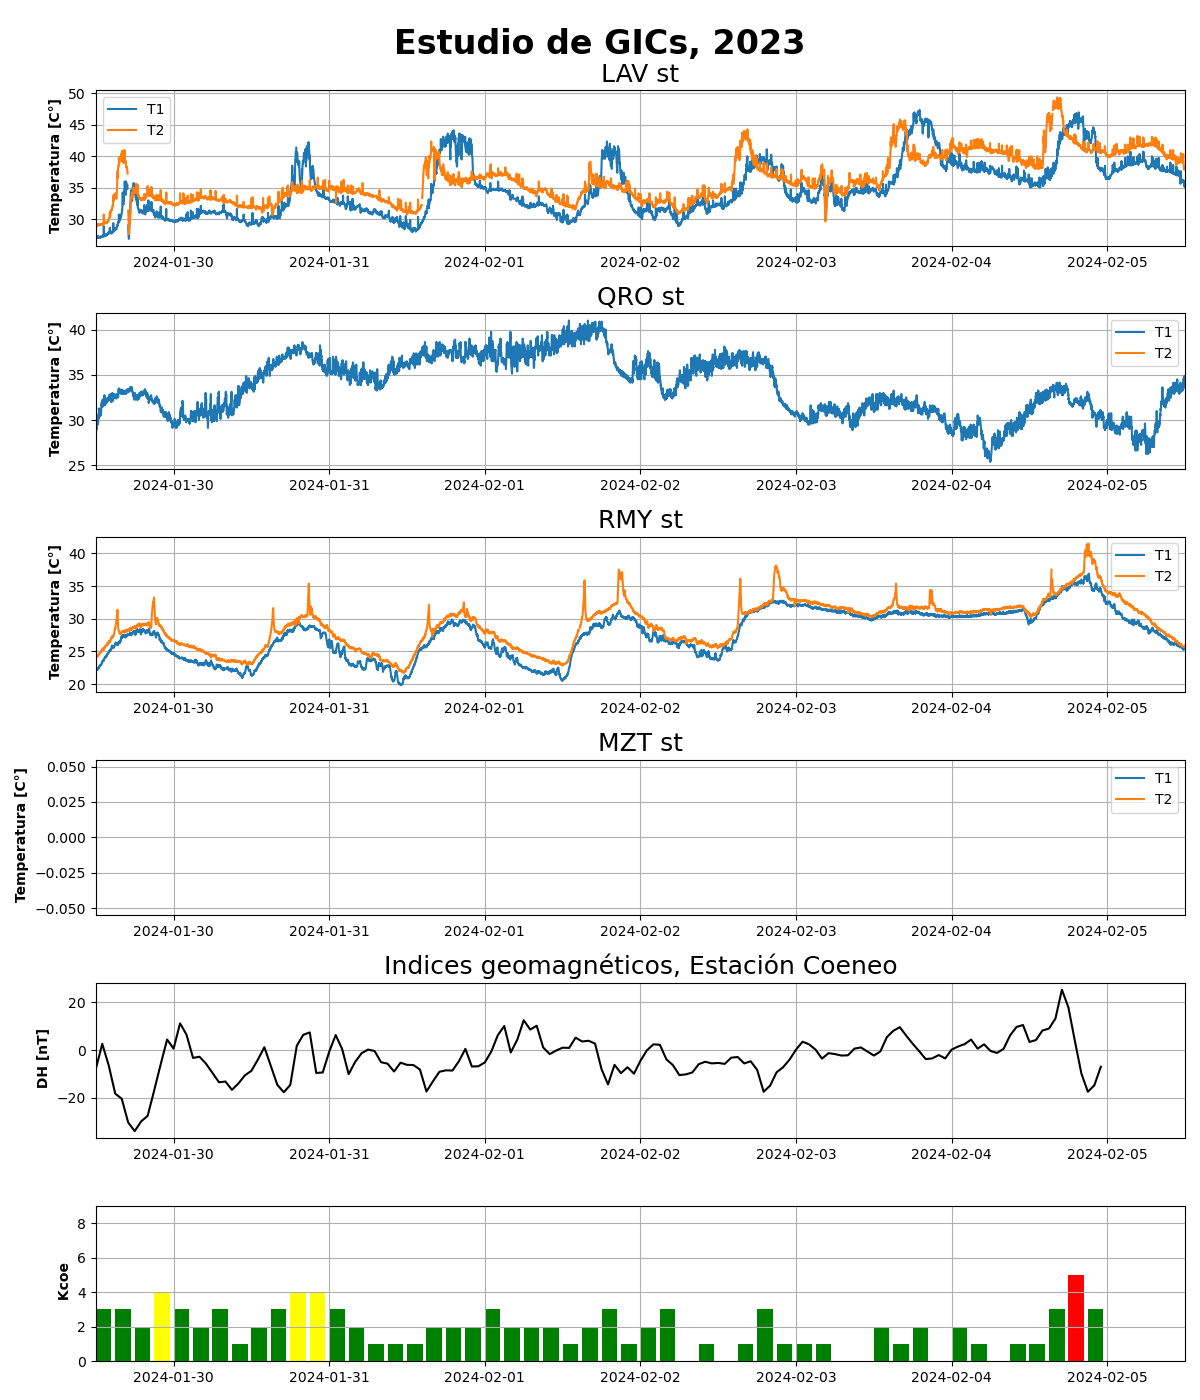 Estudio de GICs, 2023
LAV st
Temperatura [C°]
50
45
40
35
30
T1
T2
2024-01-30 2024-01-31 2024-02-01 2024-02-02 2024-02-03 2024-02-04 2024-02-05
QRO st
Temperatura [C°]
40
35
30
25
T1
T2
2024-01-30 2024-01-31 2024-02-01 2024-02-02 2024-02-03 2024-02-04 2024-02-05
RMY st
Temperatura [C°]
40
35
30
25
20
T1
T2
2024-01-30 2024-01-31 2024-02-01 2024-02-02 2024-02-03 2024-02-04 2024-02-05
MZT st
Temperatura [C°]
0.050
0.025
0.000
−0.025
−0.050
T1
T2
2024-01-30 2024-01-31 2024-02-01 2024-02-02 2024-02-03 2024-02-04 2024-02-05
Indices geomagnéticos, Estación Coeneo
DH [nT]
20
0
−20
2024-01-30 2024-01-31 2024-02-01 2024-02-02 2024-02-03 2024-02-04 2024-02-05
Kcoe
8
6
4
2
0
2024-01-30 2024-01-31 2024-02-01 2024-02-02 2024-02-03 2024-02-04 2024-02-05